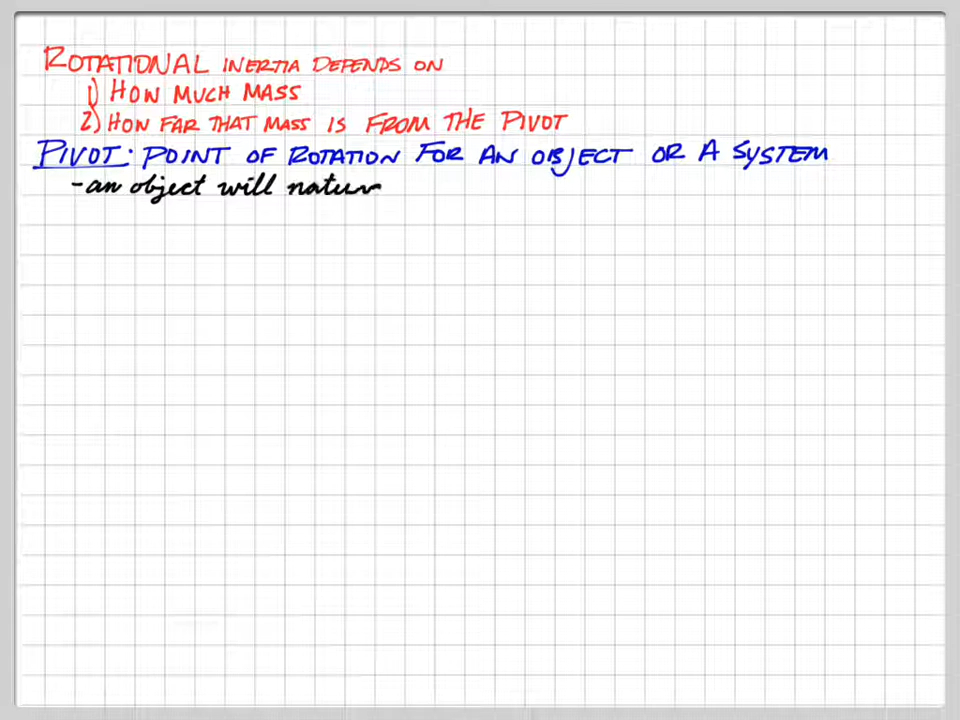 ROTATIONAL INERTIA DEPENDS ON
1) HOW MUCH MASS
2) HOW FAR THAT MASS IS FROM THE PIVOT
PIVOT: POINT OF ROTATION FOR AN OBJECT OR A SYSTEM
-an object will natur